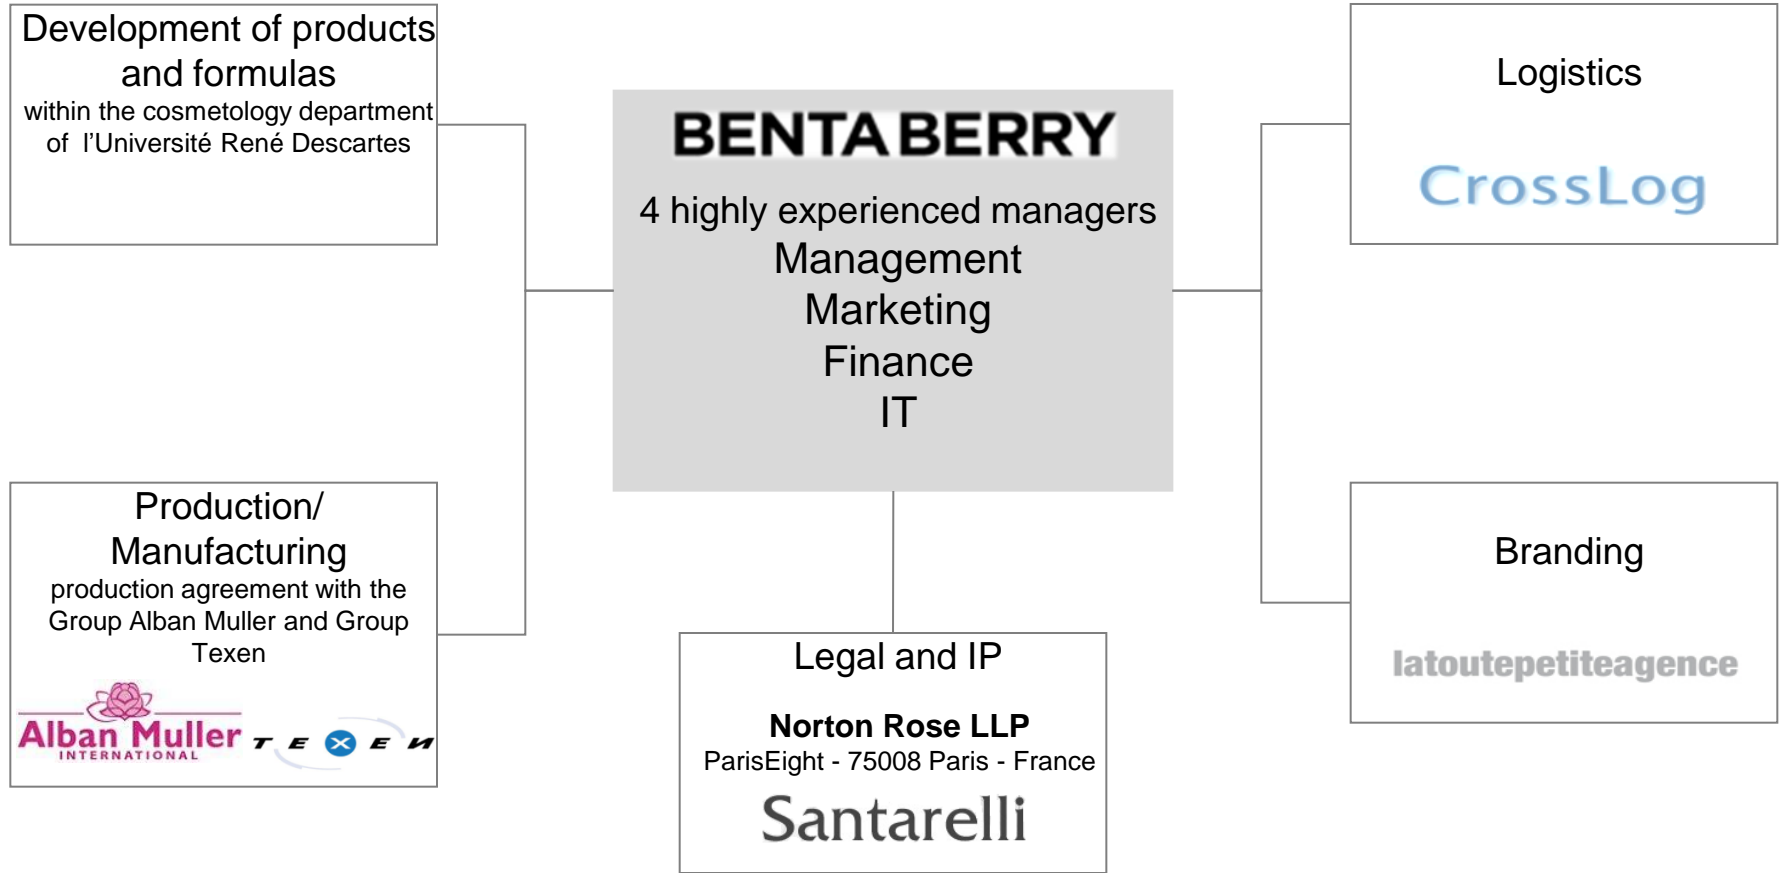 Development of products
and formulas
within the cosmetology department
of l'Université René Descartes
BENTA BERRY
4 highly experienced managers
Management
Marketing
Finance
IT
Logistics
CrossLog
Production/
Manufacturing
production agreement with the
Group Alban Muller and Group
Texen
Alban Muller
INTERNATIONAL
TEXEN
Legal and IP
Norton Rose LLP
ParisEight - 75008 Paris - France
Santarelli
Branding
latoutepetiteagence